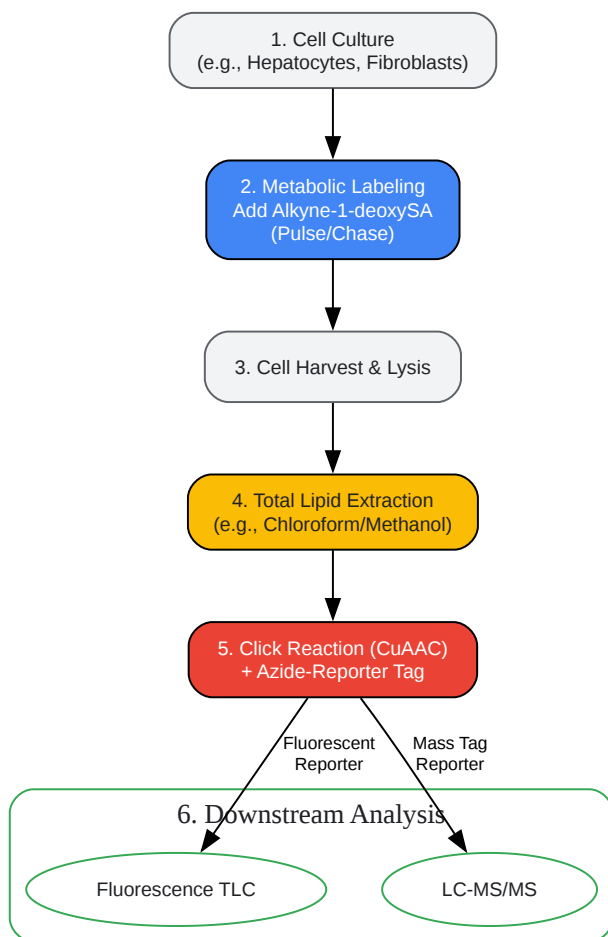 1. Cell Culture
(e.g., Hepatocytes, Fibroblasts)
2. Metabolic Labeling
Add Alkyne-1-deoxySA
(Pulse/Chase)
3. Cell Harvest & Lysis
4. Total Lipid Extraction
(e.g., Chloroform/Methanol)
5. Click Reaction (CuAAC)
+ Azide-Reporter Tag
Fluorescent
Reporter
Mass Tag
Reporter
6. Downstream Analysis
Fluorescence TLC
LC-MS/MS